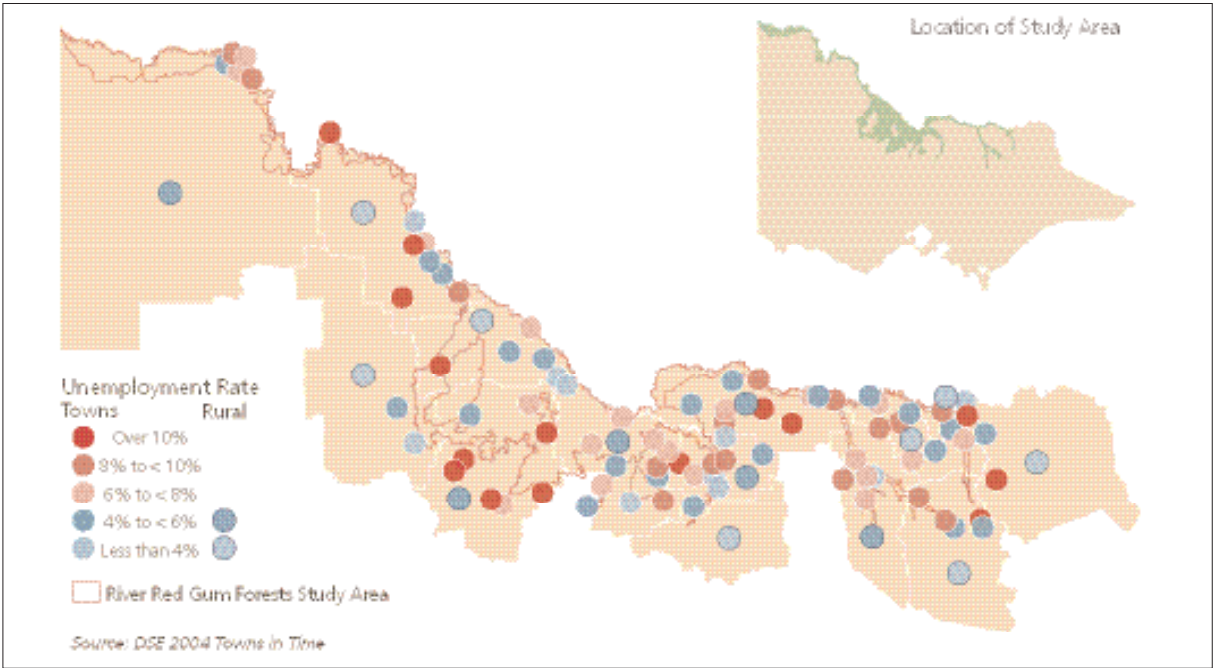 Location of Study Area
Unemployment Rate
Towns Rural
Over 10%
8% to < 10%
6% to < 8%
4% to < 6%
Less than 4%
River Red Gum Forests Study Area
Source: DSE 2004 Towns in Time